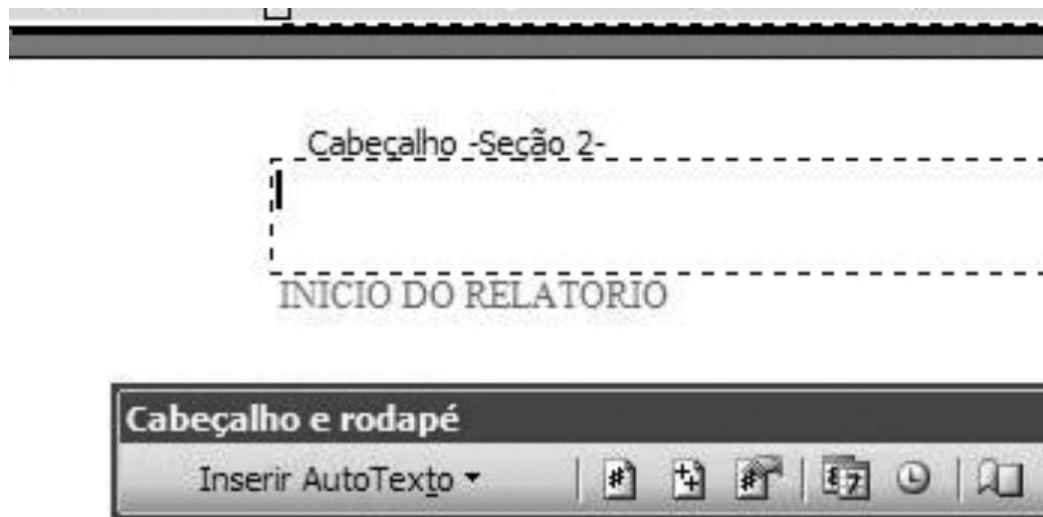 Cabeçalho -Seção 2-
INICIO DO RELATORIO
Cabeçalho e rodapé
Inserir AutoTexto